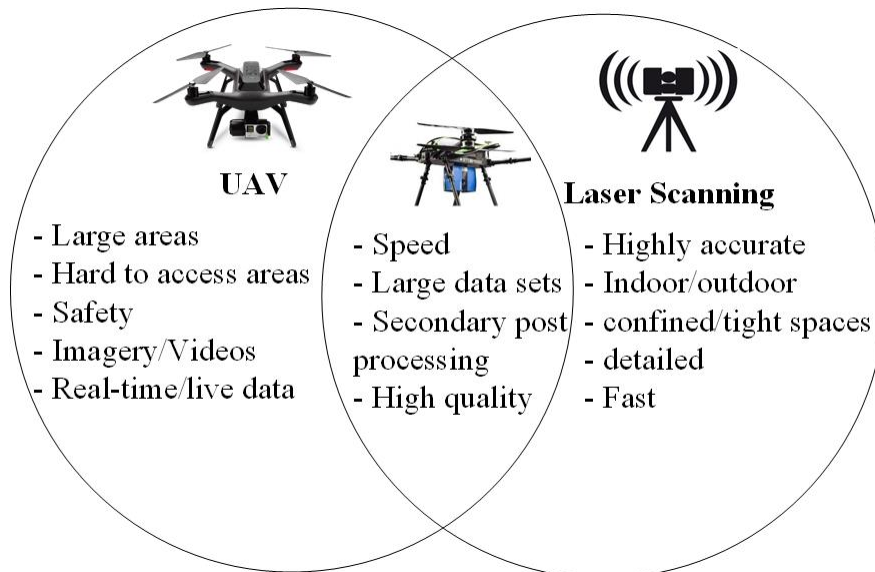 UAV
- Large areas
- Hard to access areas
- Safety
- Imagery/Videos
- Real-time/live data
- Speed
- Large data sets
- Secondary post
processing
- High quality
Laser Scanning
- Highly accurate
- Indoor/outdoor
- confined/tight spaces
- detailed
- Fast